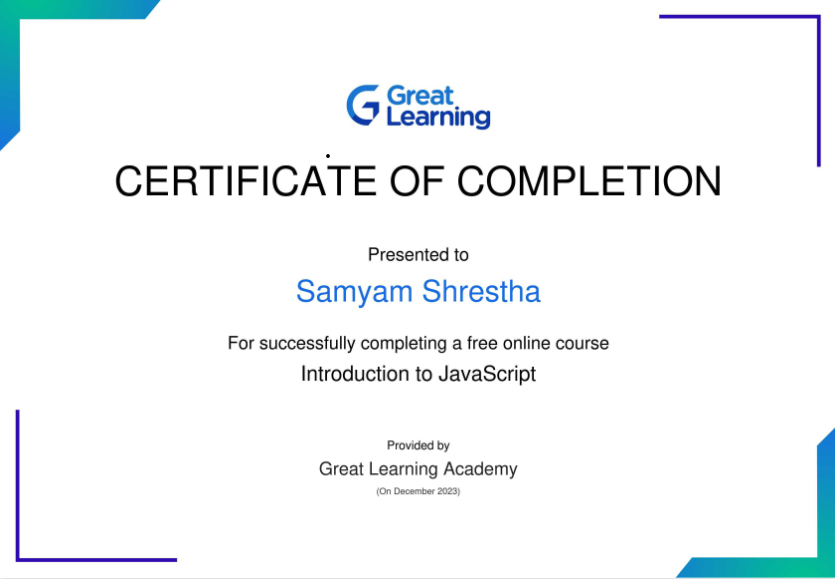 Great
Learning
CERTIFICATE OF COMPLETION
Presented to
Samyam Shrestha
For successfully completing a free online course
Introduction to JavaScript
Provided by
Great Learning Academy
(On December 2023)